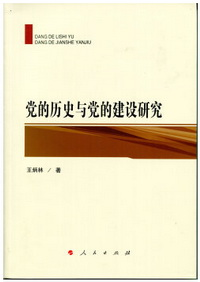 DANG DE LISHI YU
DANG DE JIANSHE YANJIU
党的历史与党的建设研究
王炳林 / 著
人民出版社